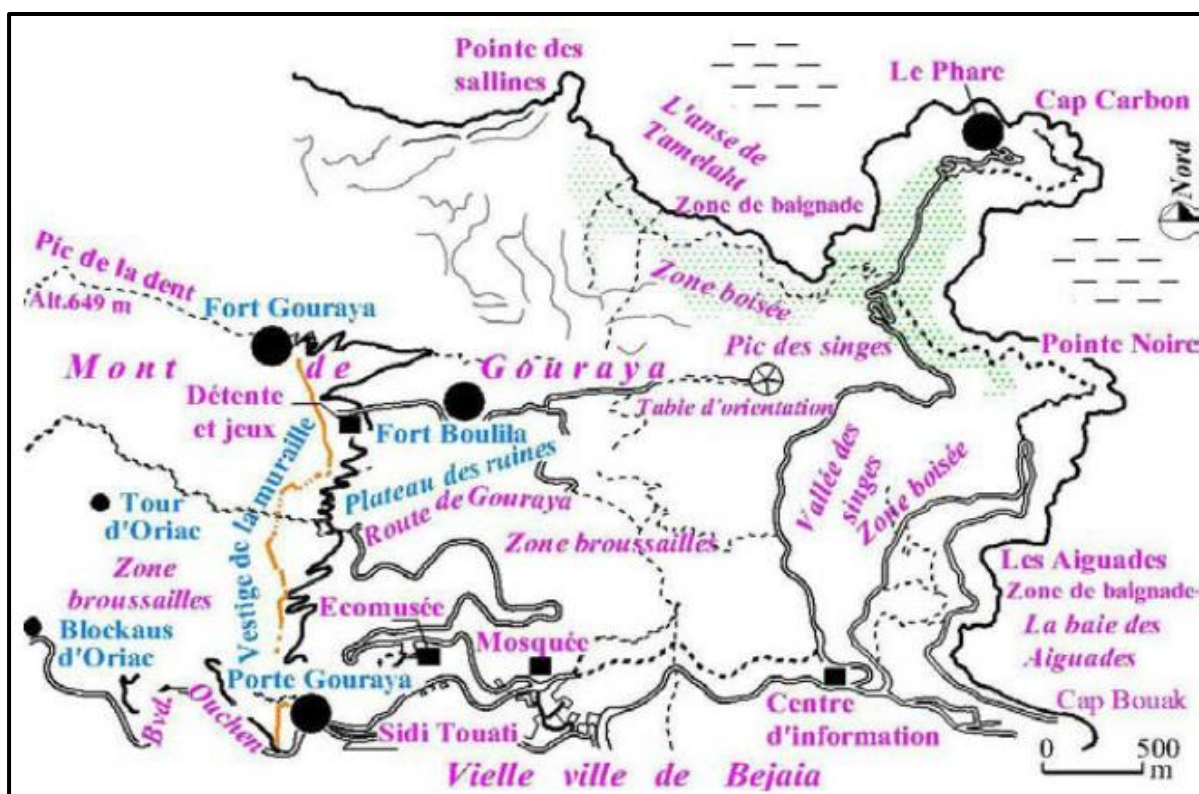 Pointe des
sallines
Le Phare
Cap Carbon
L'anse de
Tamelaht
Zone de baignade
Nord
Pic de la dent
Alt.649 m
Fort Gouraya
Zone boisée
Pic des singes
Pointe Noire
Mont de Gouraya
Détente
et jeux
Fort Boulila
Table d'orientation
Vestige de la muraille
Plateau des ruines
Route de Gouraya
Vallée des
singes
Zone boisée
Tour
d'Oriac
Zone
broussailles
Zone broussailles
Les Aiguades
Zone de baignade
La baie des
Aiguades
Blockaus
d'Oriac
Ecomusée
Mosquée
Porte Gouraya
Bvd.
Ouchen
Sidi Touati
Centre
d'information
Cap Bouak
0 500
m
Vielle ville de Bejaia